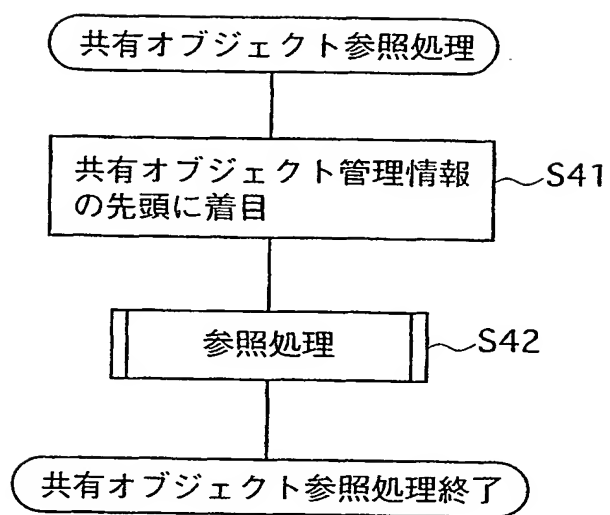 共有オブジェクト参照処理
共有オブジェクト管理情報
の先頭に着目
S41
参照処理
S42
共有オブジェクト参照処理終了